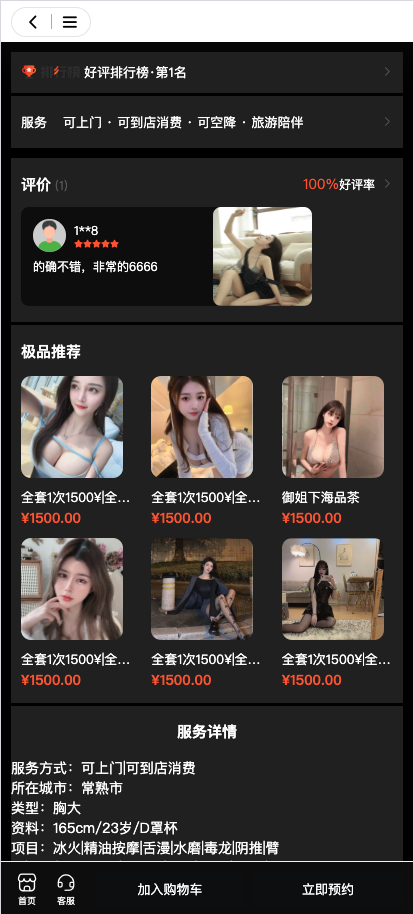 排行榜 好评排行榜·第1名
服务 可上门 · 可到店消费 · 可空降 · 旅游陪伴
评价 (1) 100%好评率
1**8
的确不错，非常的6666
极品推荐
全套1次1500¥|全... 全套1次1500¥|全... 御姐下海品茶
¥1500.00 ¥1500.00 ¥1500.00
全套1次1500¥|全... 全套1次1500¥|全... 全套1次1500¥|全...
¥1500.00 ¥1500.00 ¥1500.00
服务详情
服务方式：可上门|可到店消费
所在城市：常熟市
类型：胸大
资料：165cm/23岁/D罩杯
项目：冰火|精油按摩|舌漫|水磨|毒龙|阴推|臂
首页 客服 加入购物车 立即预约